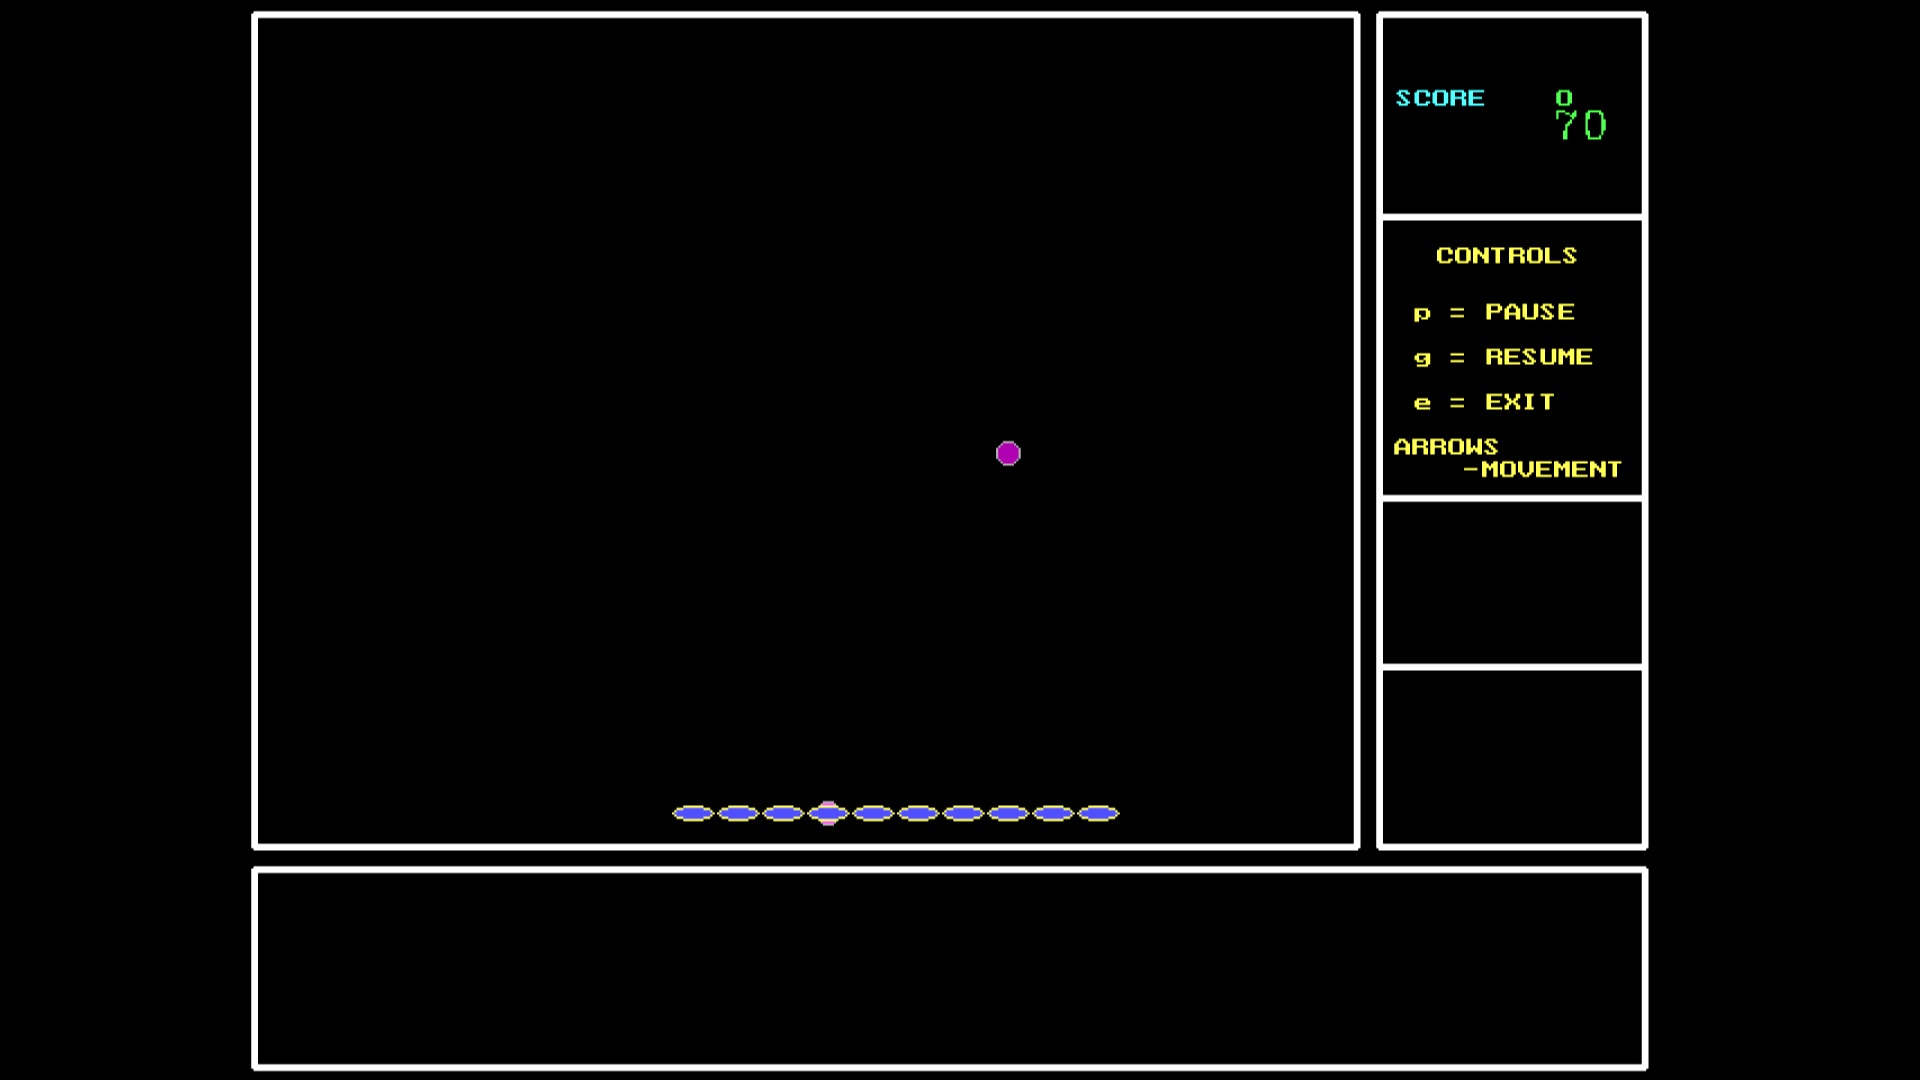 SCORE 0
70
CONTROLS
p = PAUSE
g = RESUME
e = EXIT
ARROWS
-MOVEMENT